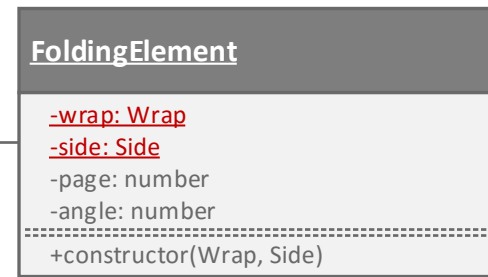 FoldingElement
-wrap: Wrap
-side: Side
-page: number
-angle: number
+constructor(Wrap, Side)